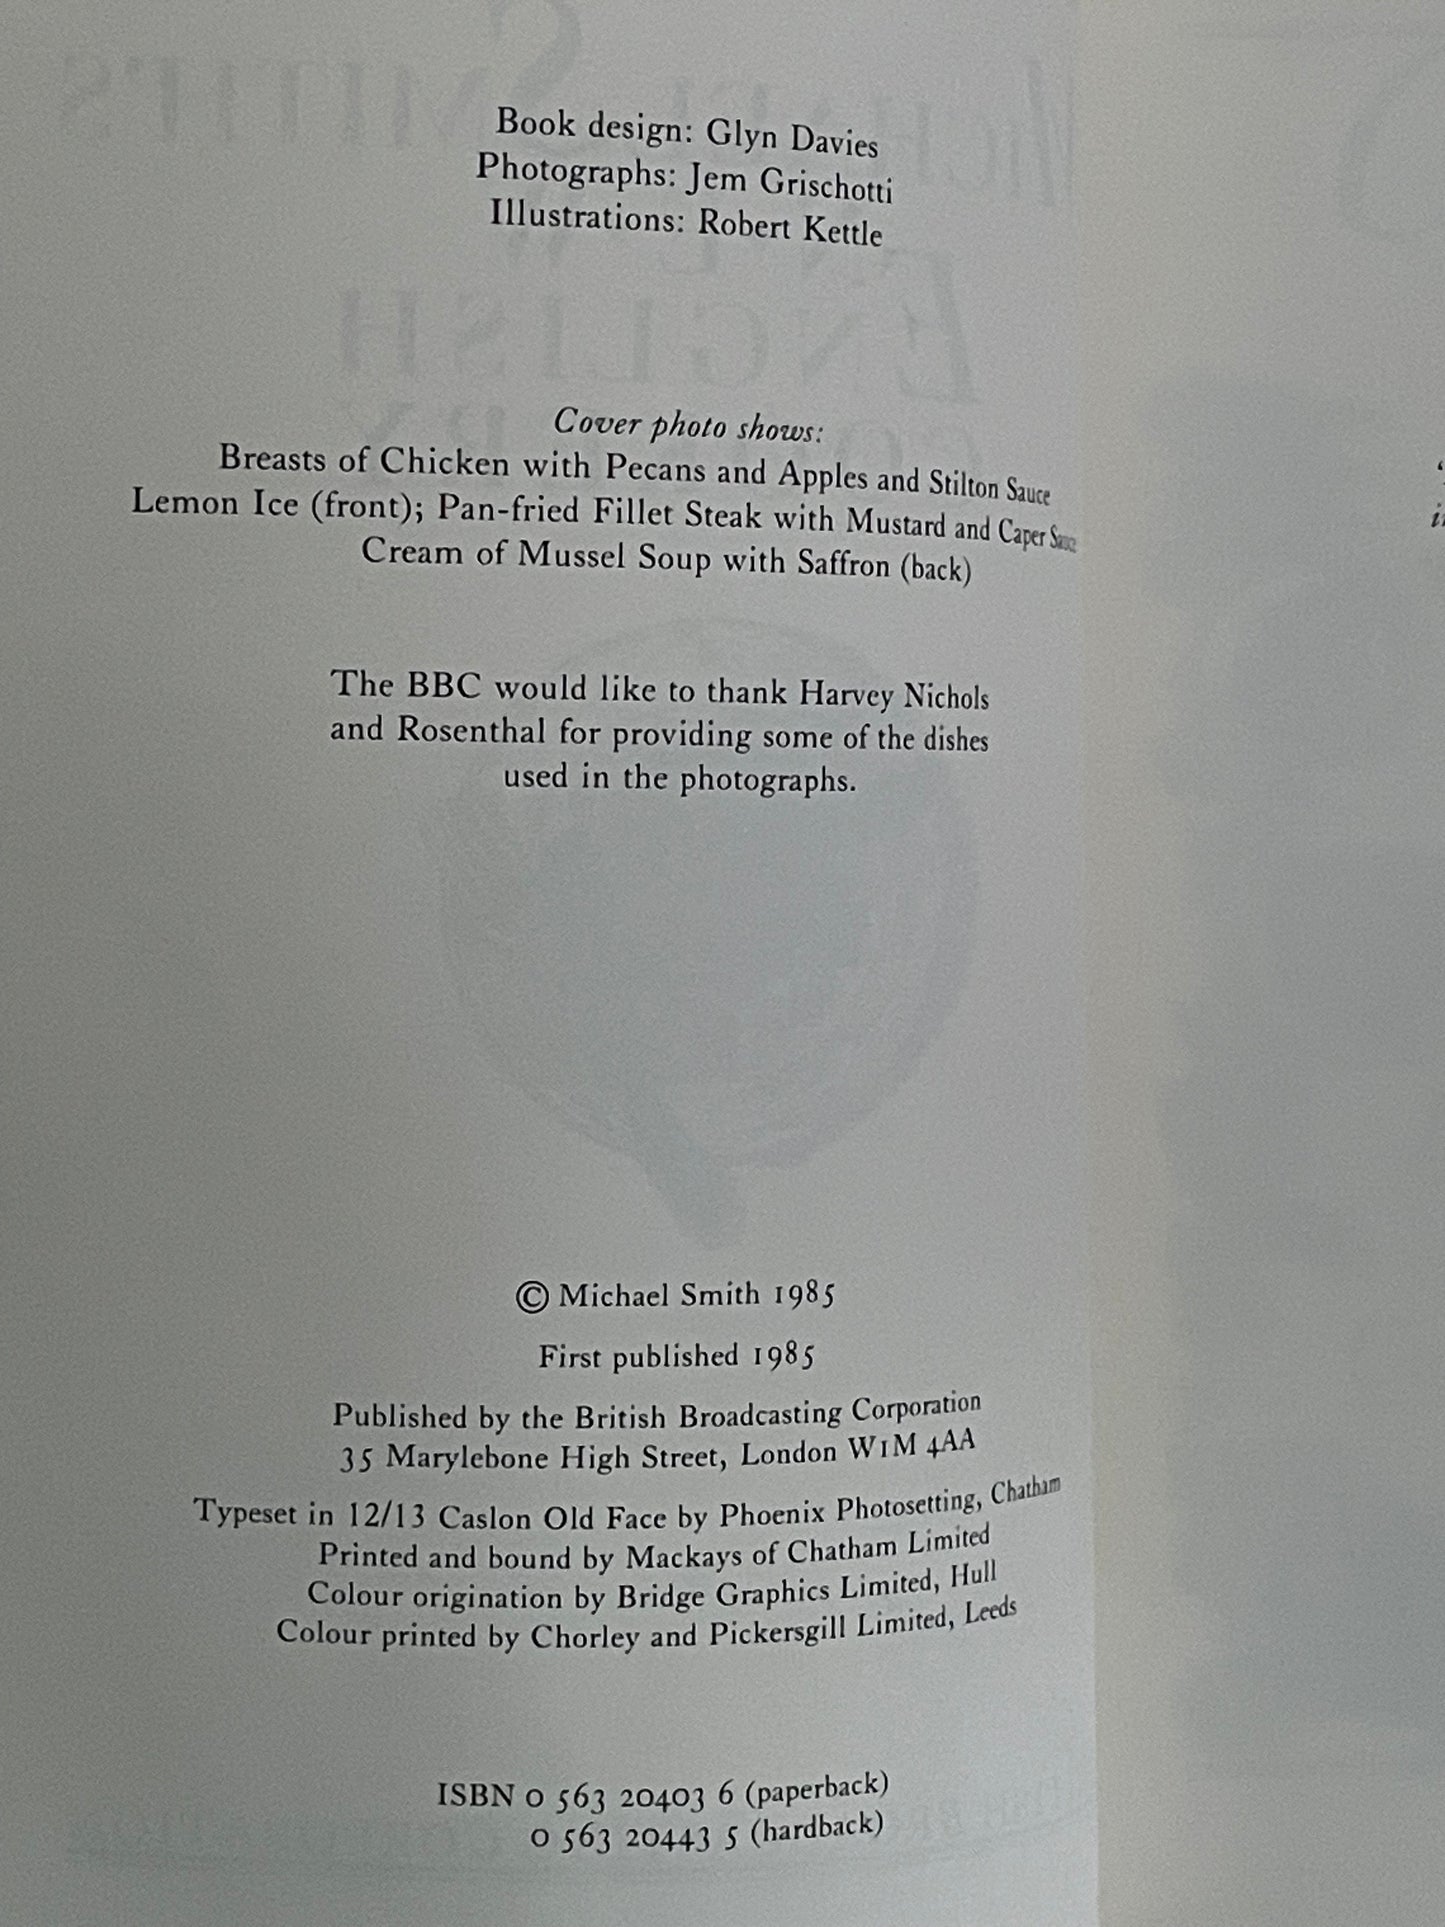 Book design: Glyn Davies
Photographs: Jem Grischotti
Illustrations: Robert Kettle
Cover photo shows:
Breasts of Chicken with Pecans and Apples and Stilton Sauce
Lemon Ice (front); Pan-fried Fillet Steak with Mustard and Caper Sauce
Cream of Mussel Soup with Saffron (back)
The BBC would like to thank Harvey Nichols
and Rosenthal for providing some of the dishes
used in the photographs.
© Michael Smith 1985
First published 1985
Published by the British Broadcasting Corporation
35 Marylebone High Street, London W1M 4AA
Typeset in 12/13 Caslon Old Face by Phoenix Photosetting, Chatham
Printed and bound by Mackays of Chatham Limited
Colour origination by Bridge Graphics Limited, Hull
Colour printed by Chorley and Pickersgill Limited, Leeds
ISBN 0 563 20403 6 (paperback)
0 563 20443 5 (hardback)